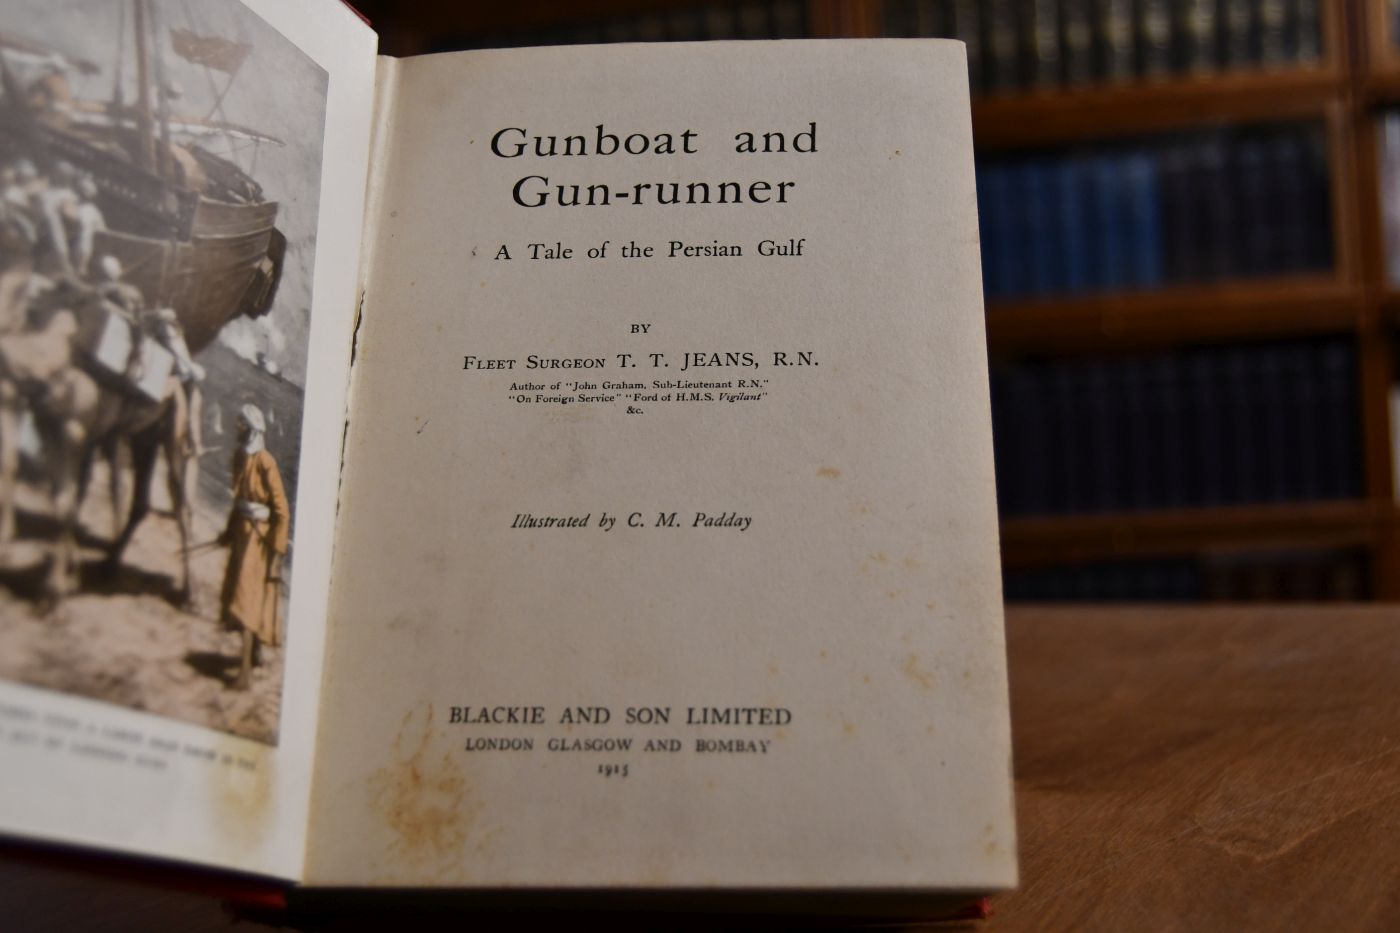 Gunboat and
Gun-runner
A Tale of the Persian Gulf
BY
FLEET SURGEON T. T. JEANS, R.N.
Author of "John Graham, Sub-Lieutenant R.N."
"On Foreign Service" "Ford of H.M.S. Vigilant"
&c.
Illustrated by C. M. Padday
BLACKIE AND SON LIMITED
LONDON GLASGOW AND BOMBAY
1915